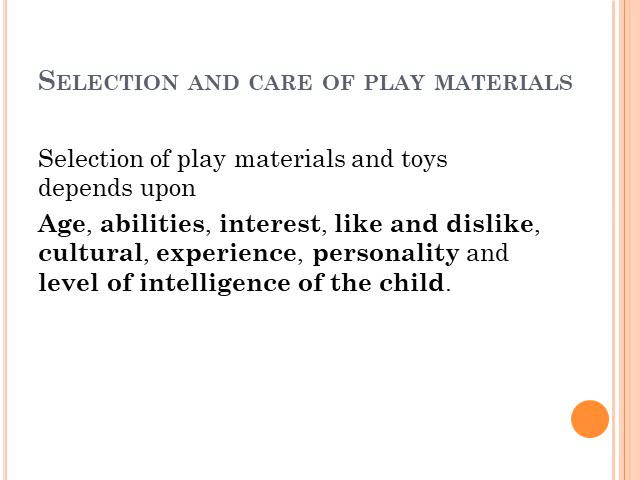 Selection and care of play materials
Selection of play materials and toys
depends upon
Age, abilities, interest, like and dislike,
cultural, experience, personality and
level of intelligence of the child.